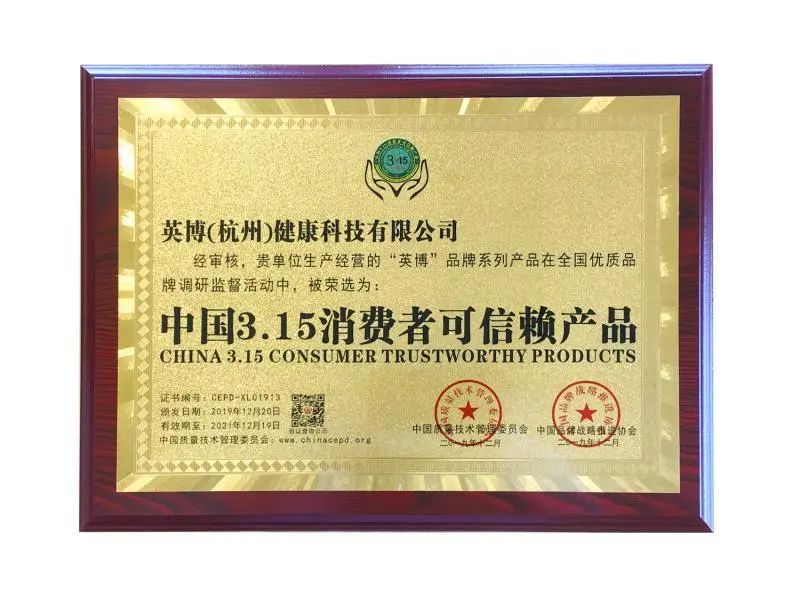 3·15
英博(杭州)健康科技有限公司
经审核，贵单位生产经营的“英博”品牌系列产品在全国优质品
牌调研监督活动中，被荣选为：
中国3.15消费者可信赖产品
CHINA 3.15 CONSUMER TRUSTWORTHY PRODUCTS
证书编号：CEPD-XL01913
颁发日期：2019年12月20日
有效期至：2021年12月19日
验证查询公示
中国质量技术管理委员会：www.chinacepd.org
中国质量技术管理委员会
二〇一九年十二月
中国品牌战略推进协会
二〇一九年十二月